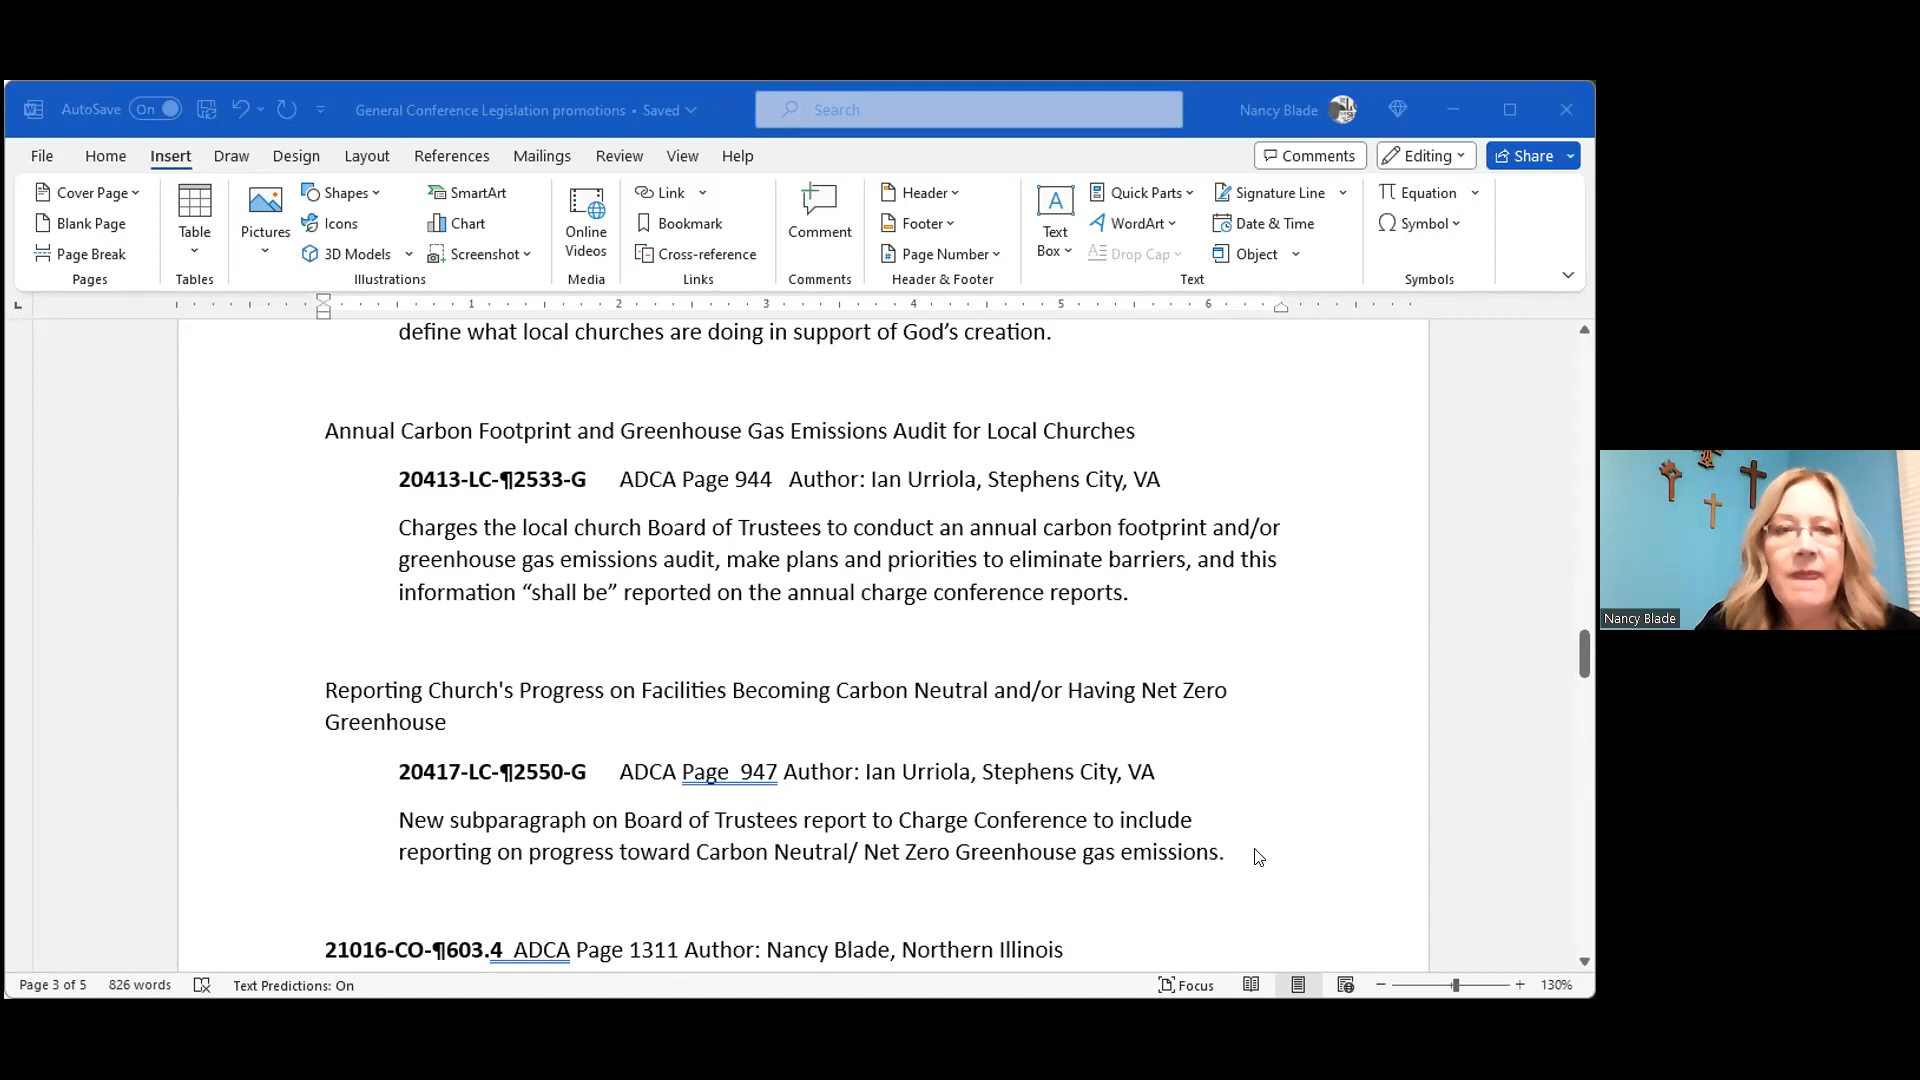 AutoSave On General Conference Legislation promotions • Saved Search Nancy Blade
File Home Insert Draw Design Layout References Mailings Review View Help Comments Editing Share
Cover Page
Blank Page
Page Break
Pages
Table
Tables
Pictures
Shapes
Icons
3D Models
SmartArt
Chart
Screenshot
Illustrations
Online
Videos
Media
Link
Bookmark
Cross-reference
Links
Comment
Comments
Header
Footer
Page Number
Header & Footer
Text
Box
Quick Parts
WordArt
Drop Cap
Signature Line
Date & Time
Object
Text
Equation
Symbol
Symbols
1 2 3 4 5 6
define what local churches are doing in support of God’s creation.
Annual Carbon Footprint and Greenhouse Gas Emissions Audit for Local Churches
20413-LC-¶2533-G ADCA Page 944 Author: Ian Urriola, Stephens City, VA
Charges the local church Board of Trustees to conduct an annual carbon footprint and/or
greenhouse gas emissions audit, make plans and priorities to eliminate barriers, and this
information “shall be” reported on the annual charge conference reports.
Reporting Church's Progress on Facilities Becoming Carbon Neutral and/or Having Net Zero
Greenhouse
20417-LC-¶2550-G ADCA Page 947 Author: Ian Urriola, Stephens City, VA
New subparagraph on Board of Trustees report to Charge Conference to include
reporting on progress toward Carbon Neutral/ Net Zero Greenhouse gas emissions.
21016-CO-¶603.4 ADCA Page 1311 Author: Nancy Blade, Northern Illinois
Page 3 of 5 826 words Text Predictions: On Focus 130%
Nancy Blade